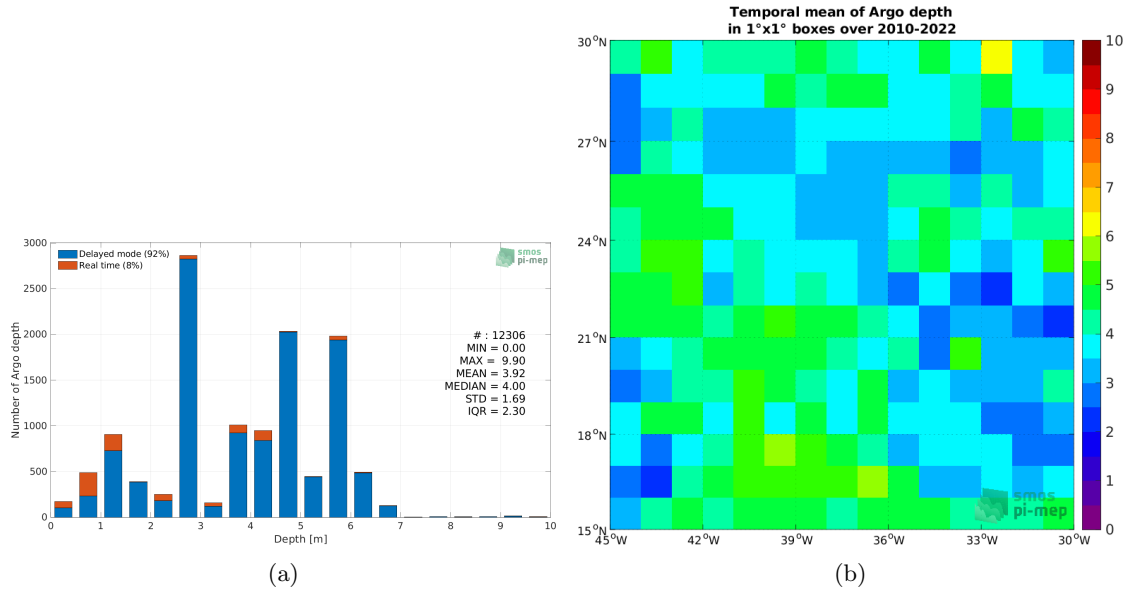 3000
2500
2000
1500
1000
500
0
Number of Argo depth
Delayed mode (92%)
Real time (8%)
smos
pi-mep
# : 12306
MIN = 0.00
MAX = 9.90
MEAN = 3.92
MEDIAN = 4.00
STD = 1.69
IQR = 2.30
0 1 2 3 4 5 6 7 8 9 10
Depth [m]
(a)
Temporal mean of Argo depth
in 1°x1° boxes over 2010-2022
30°N
27°N
24°N
21°N
18°N
15°N
45°W 42°W 39°W 36°W 33°W 30°W
smos
pi-mep
10
9
8
7
6
5
4
3
2
1
0
(b)